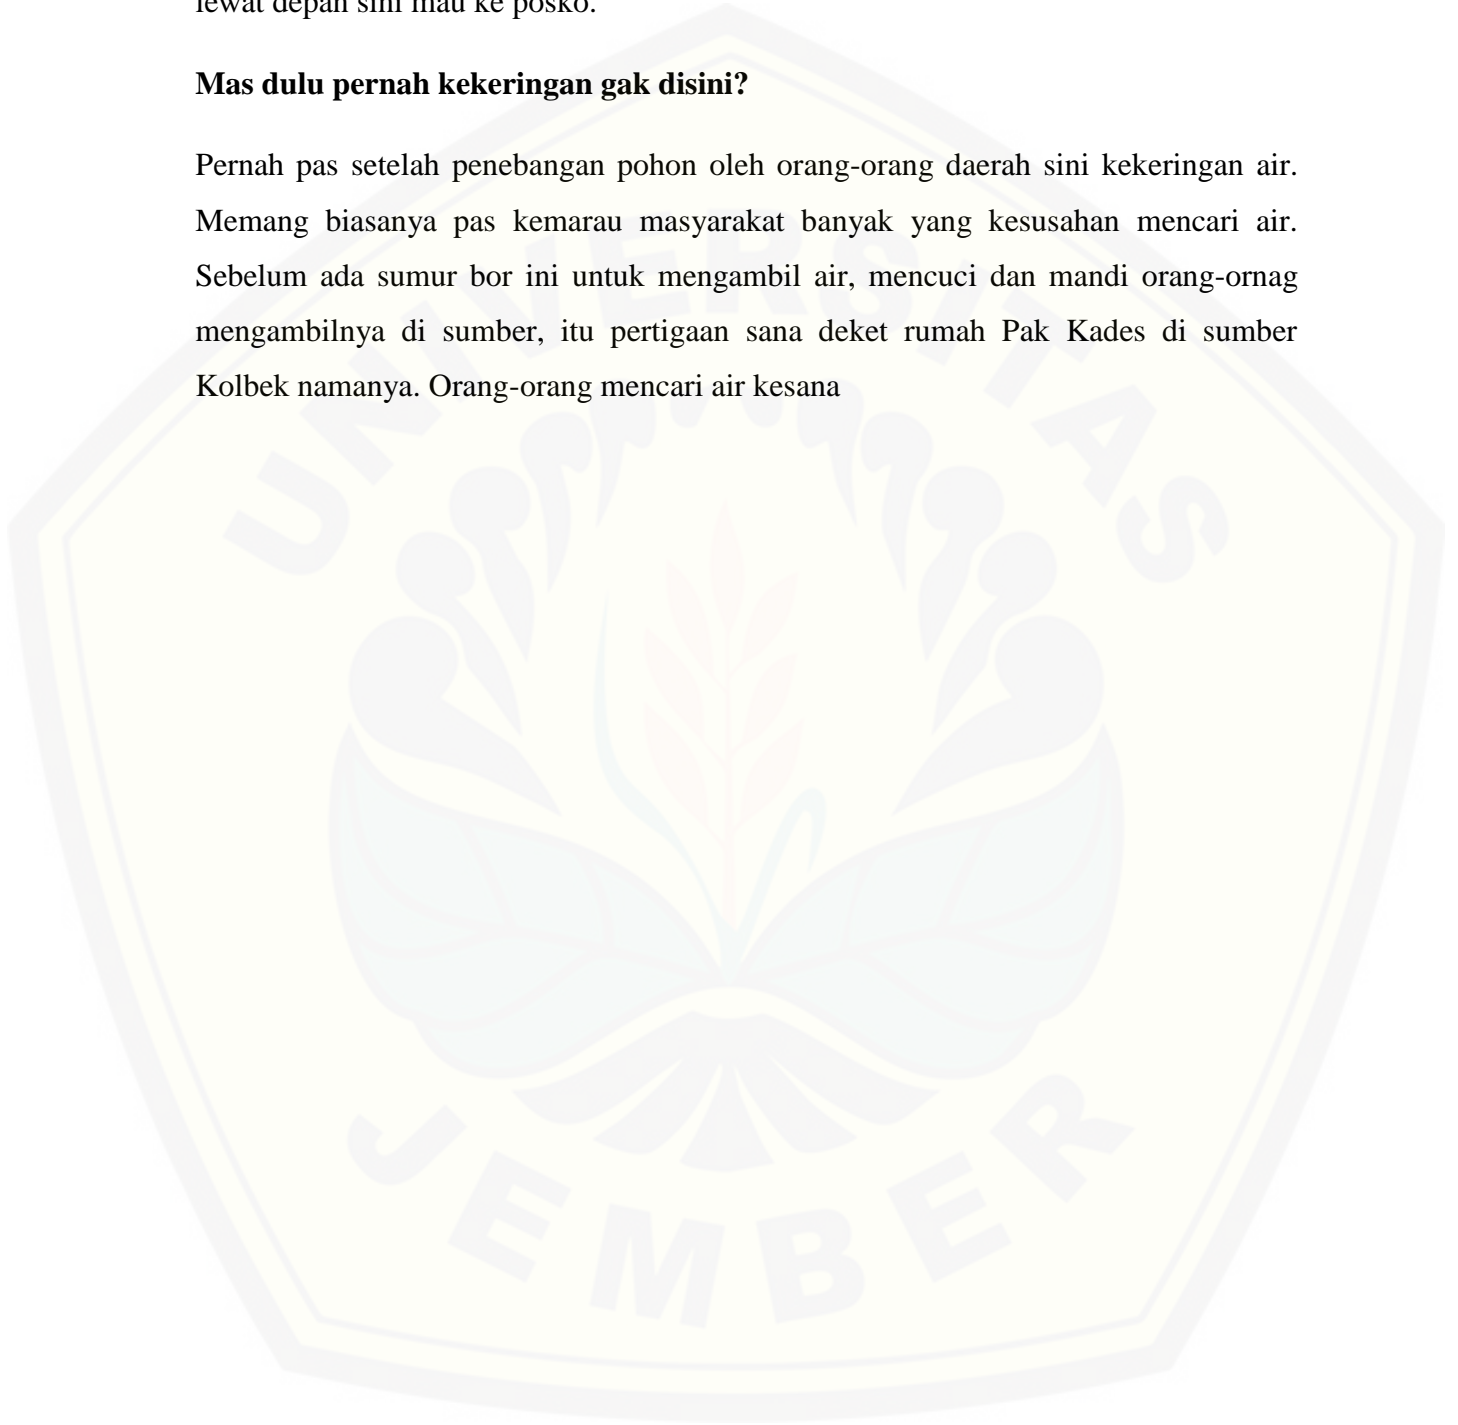 lewat depan sini mau ke posko.
Mas dulu pernah kekeringan gak disini?
Pernah pas setelah penebangan pohon oleh orang-orang daerah sini kekeringan air.
Memang biasanya pas kemarau masyarakat banyak yang kesusahan mencari air.
Sebelum ada sumur bor ini untuk mengambil air, mencuci dan mandi orang-ornag
mengambilnya di sumber, itu pertigaan sana deket rumah Pak Kades di sumber
Kolbek namanya. Orang-orang mencari air kesana
UNIVERSITAS
JEMBER